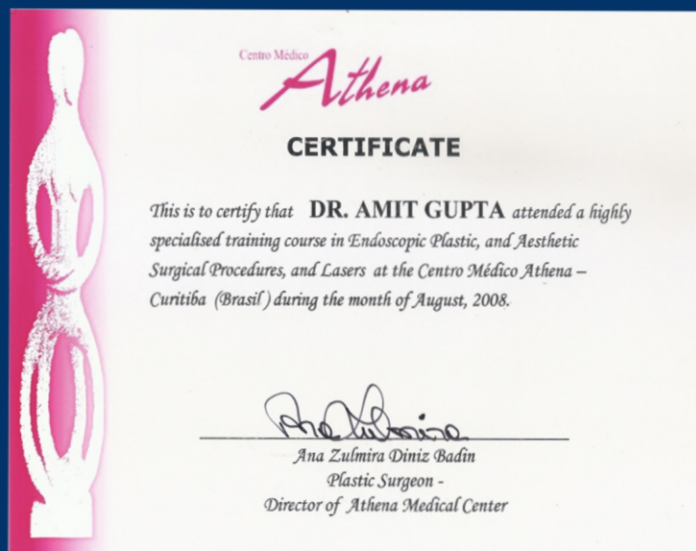 Centro Médico
Athena
CERTIFICATE
This is to certify that DR. AMIT GUPTA attended a highly
specialised training course in Endoscopic Plastic, and Aesthetic
Surgical Procedures, and Lasers at the Centro Médico Athena –
Curitiba (Brasil) during the month of August, 2008.
Ana Zulmira
Ana Zulmira Diniz Badin
Plastic Surgeon -
Director of Athena Medical Center